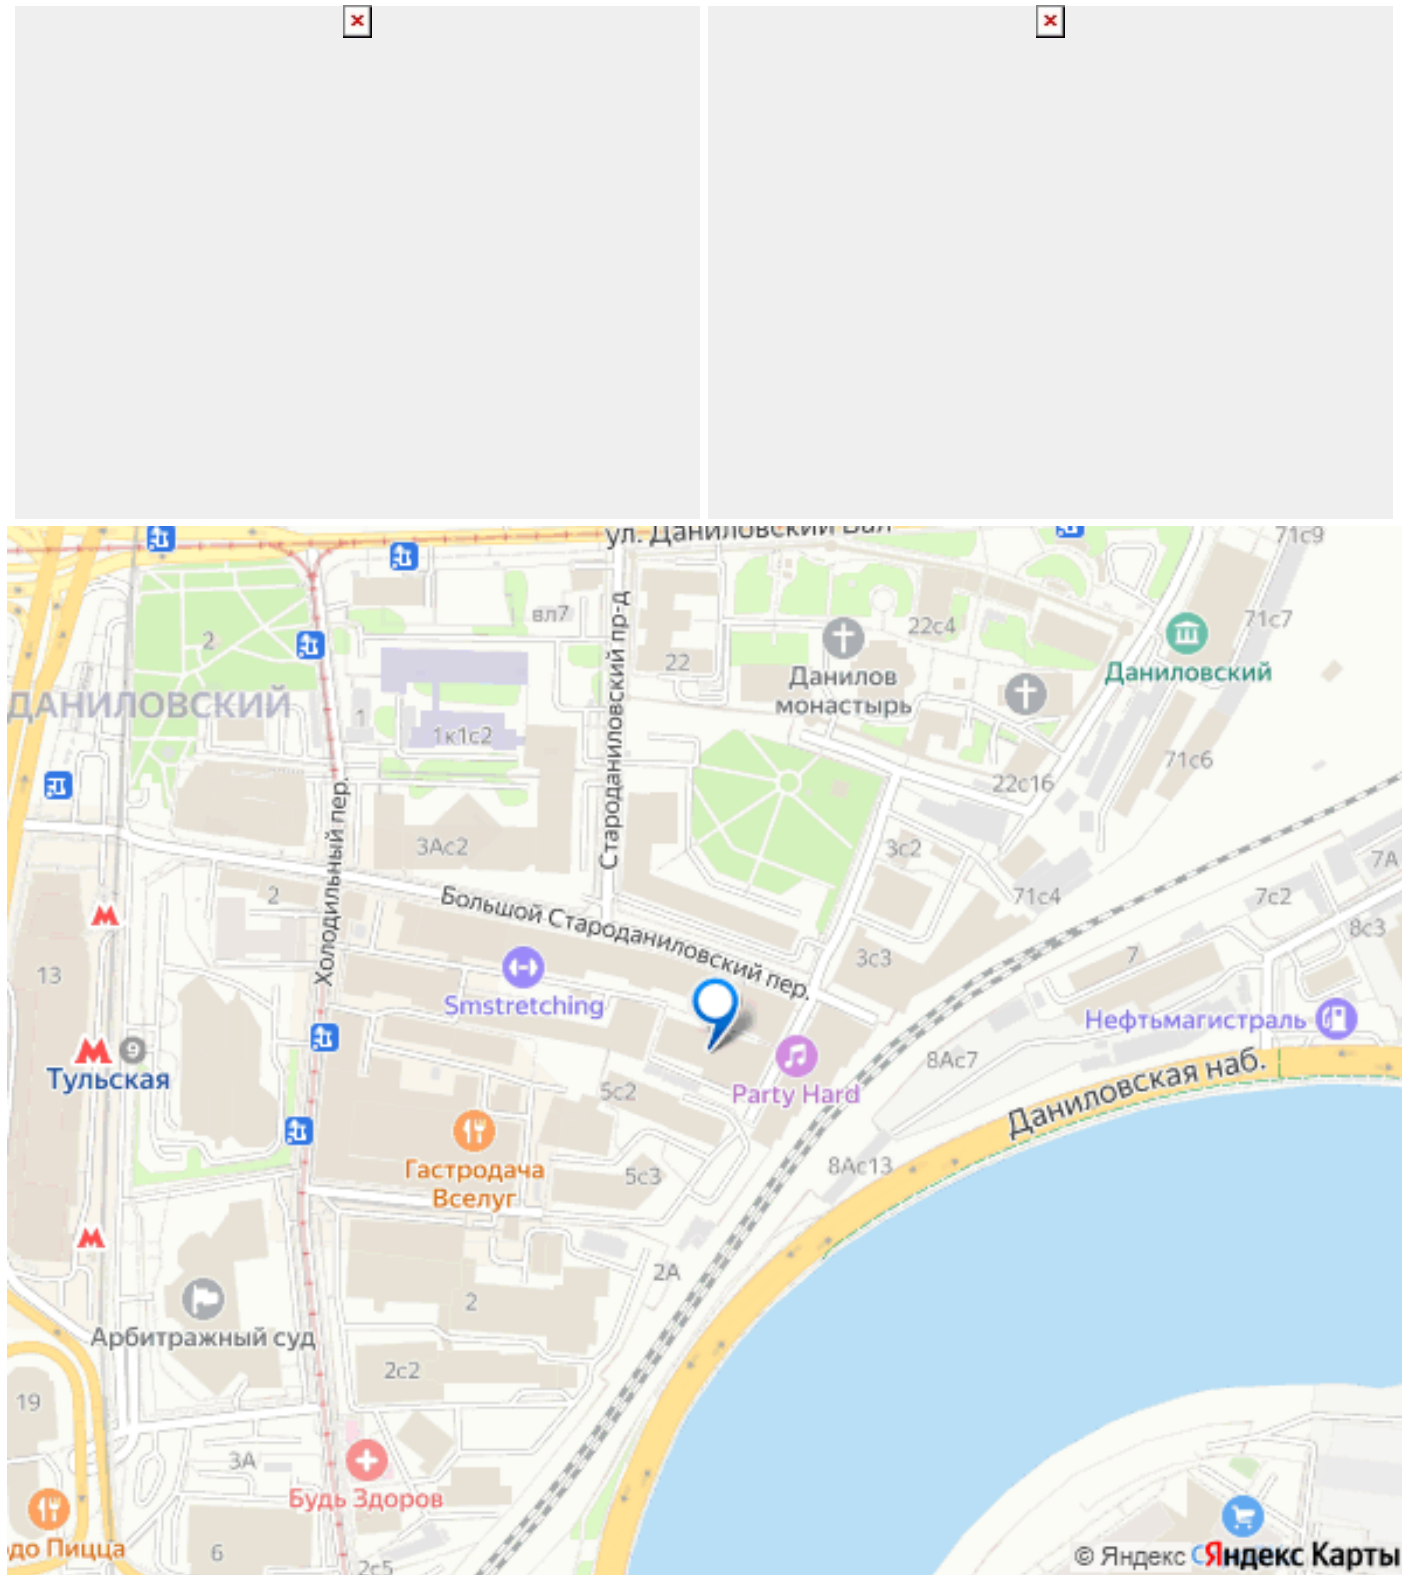 ул. Даниловский Вал
71с9
вл7
22с4
71с7
2
22
Данилов
монастырь
Даниловский
ДАНИЛОВСКИЙ
1
1к1с2
Староданиловский пр-д
71с6
22с16
Холодильный пер.
3Ас2
3с2
7А
2
Большой Староданиловский пер.
71с4
7с2
8с3
13
3с3
7
Smstretching
Нефтьмагистраль
9
Тульская
8Ас7
Party Hard
5с2
Даниловская наб.
Гастродача
Вселуг
5с3
8Ас13
2А
2
Арбитражный суд
2с2
19
3А
Будь Здоров
до Пицца
6
2с5
© Яндекс
Яндекс Карты